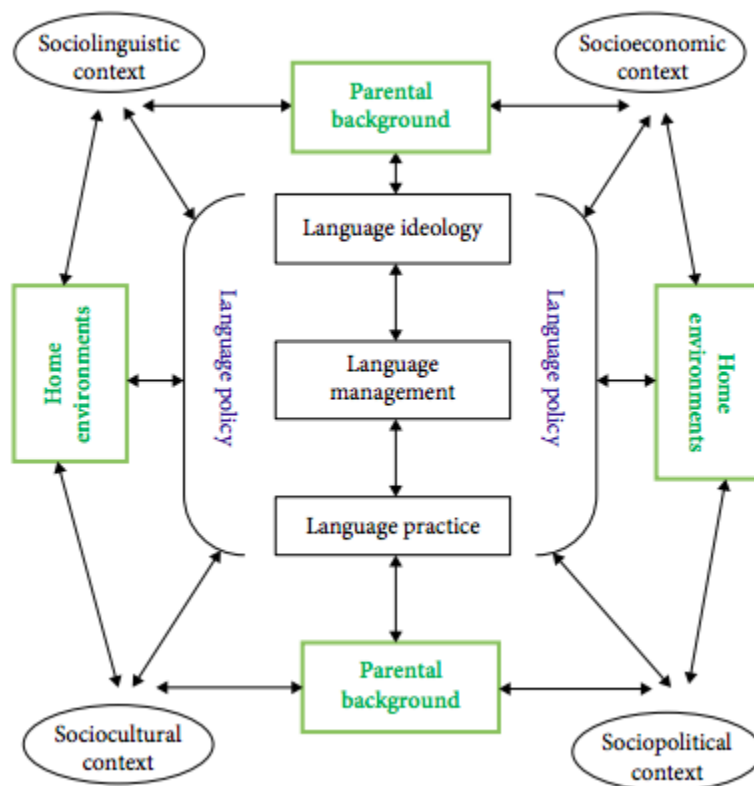 Sociolinguistic
context
Socioeconomic
context
Parental
background
Language ideology
Home
environments
Language policy
Language
management
Language policy
Home
environments
Language practice
Parental
background
Sociocultural
context
Sociopolitical
context